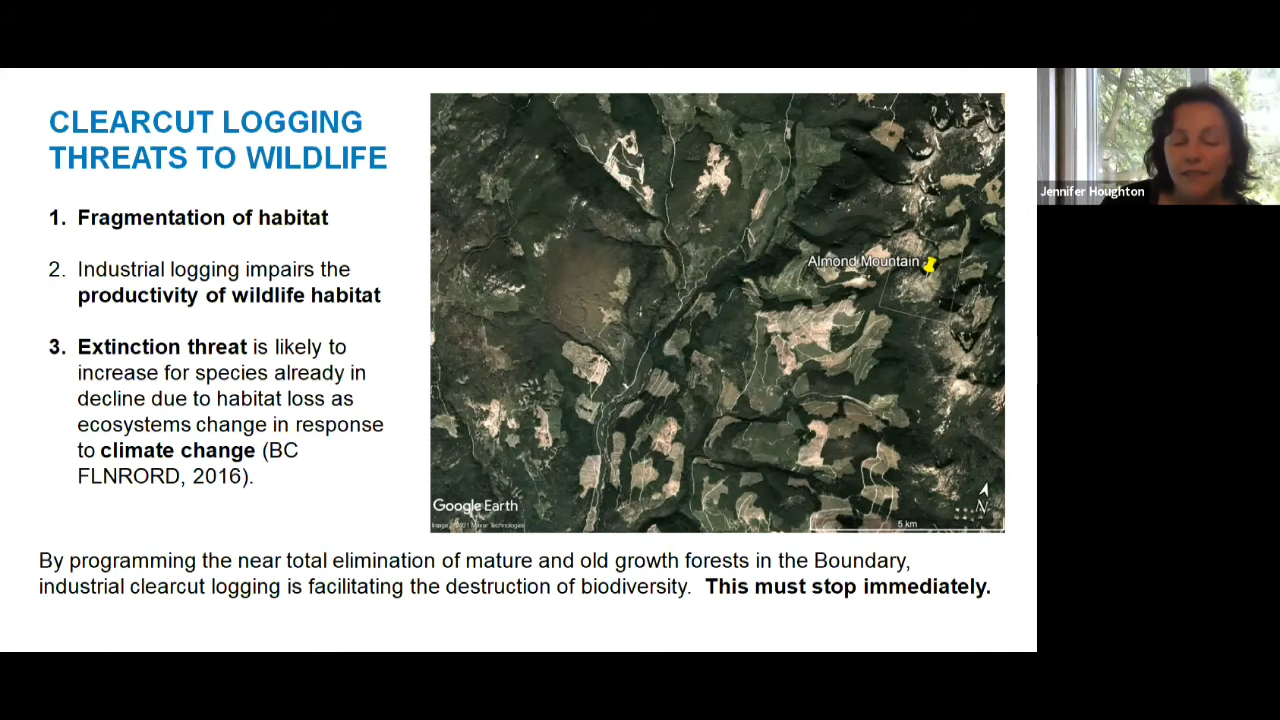 CLEARCUT LOGGING
THREATS TO WILDLIFE
1. Fragmentation of habitat
2. Industrial logging impairs the
productivity of wildlife habitat
3. Extinction threat is likely to
increase for species already in
decline due to habitat loss as
ecosystems change in response
to climate change (BC
FLNRORD, 2016).
Almond Mountain
Google Earth
Image © 2021 Maxar Technologies
N
5 km
By programming the near total elimination of mature and old growth forests in the Boundary,
industrial clearcut logging is facilitating the destruction of biodiversity. This must stop immediately.
Jennifer Houghton